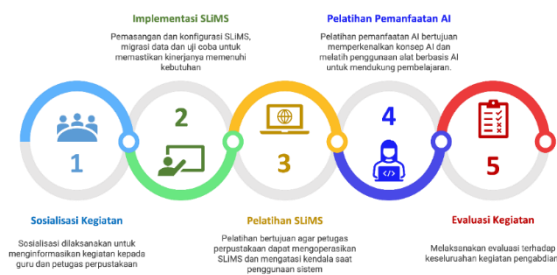 Implementasi SLiMS
Pemasangan dan konfigurasi SLiMS,
migrasi data dan uji coba untuk
memastikan kinerjanya memenuhi
kebutuhan
Pelatihan Pemanfaatan AI
Pelatihan pemanfaatan AI bertujuan
memperkenalkan konsep AI dan
melatih penggunaan alat berbasis AI
untuk mendukung pembelajaran.
1
2
3
4
5
Sosialisasi Kegiatan
Sosialisasi dilaksanakan untuk
menginformasikan kegiatan kepada
guru dan petugas perpustakaan
Pelatihan SLiMS
Pelatihan bertujuan agar petugas
perpustakaan dapat mengoperasikan
SLiMS dan mengatasi kendala saat
penggunaan sistem
Evaluasi Kegiatan
Melaksanakan evaluasi terhadap
keseluruhan kegiatan pengabdian